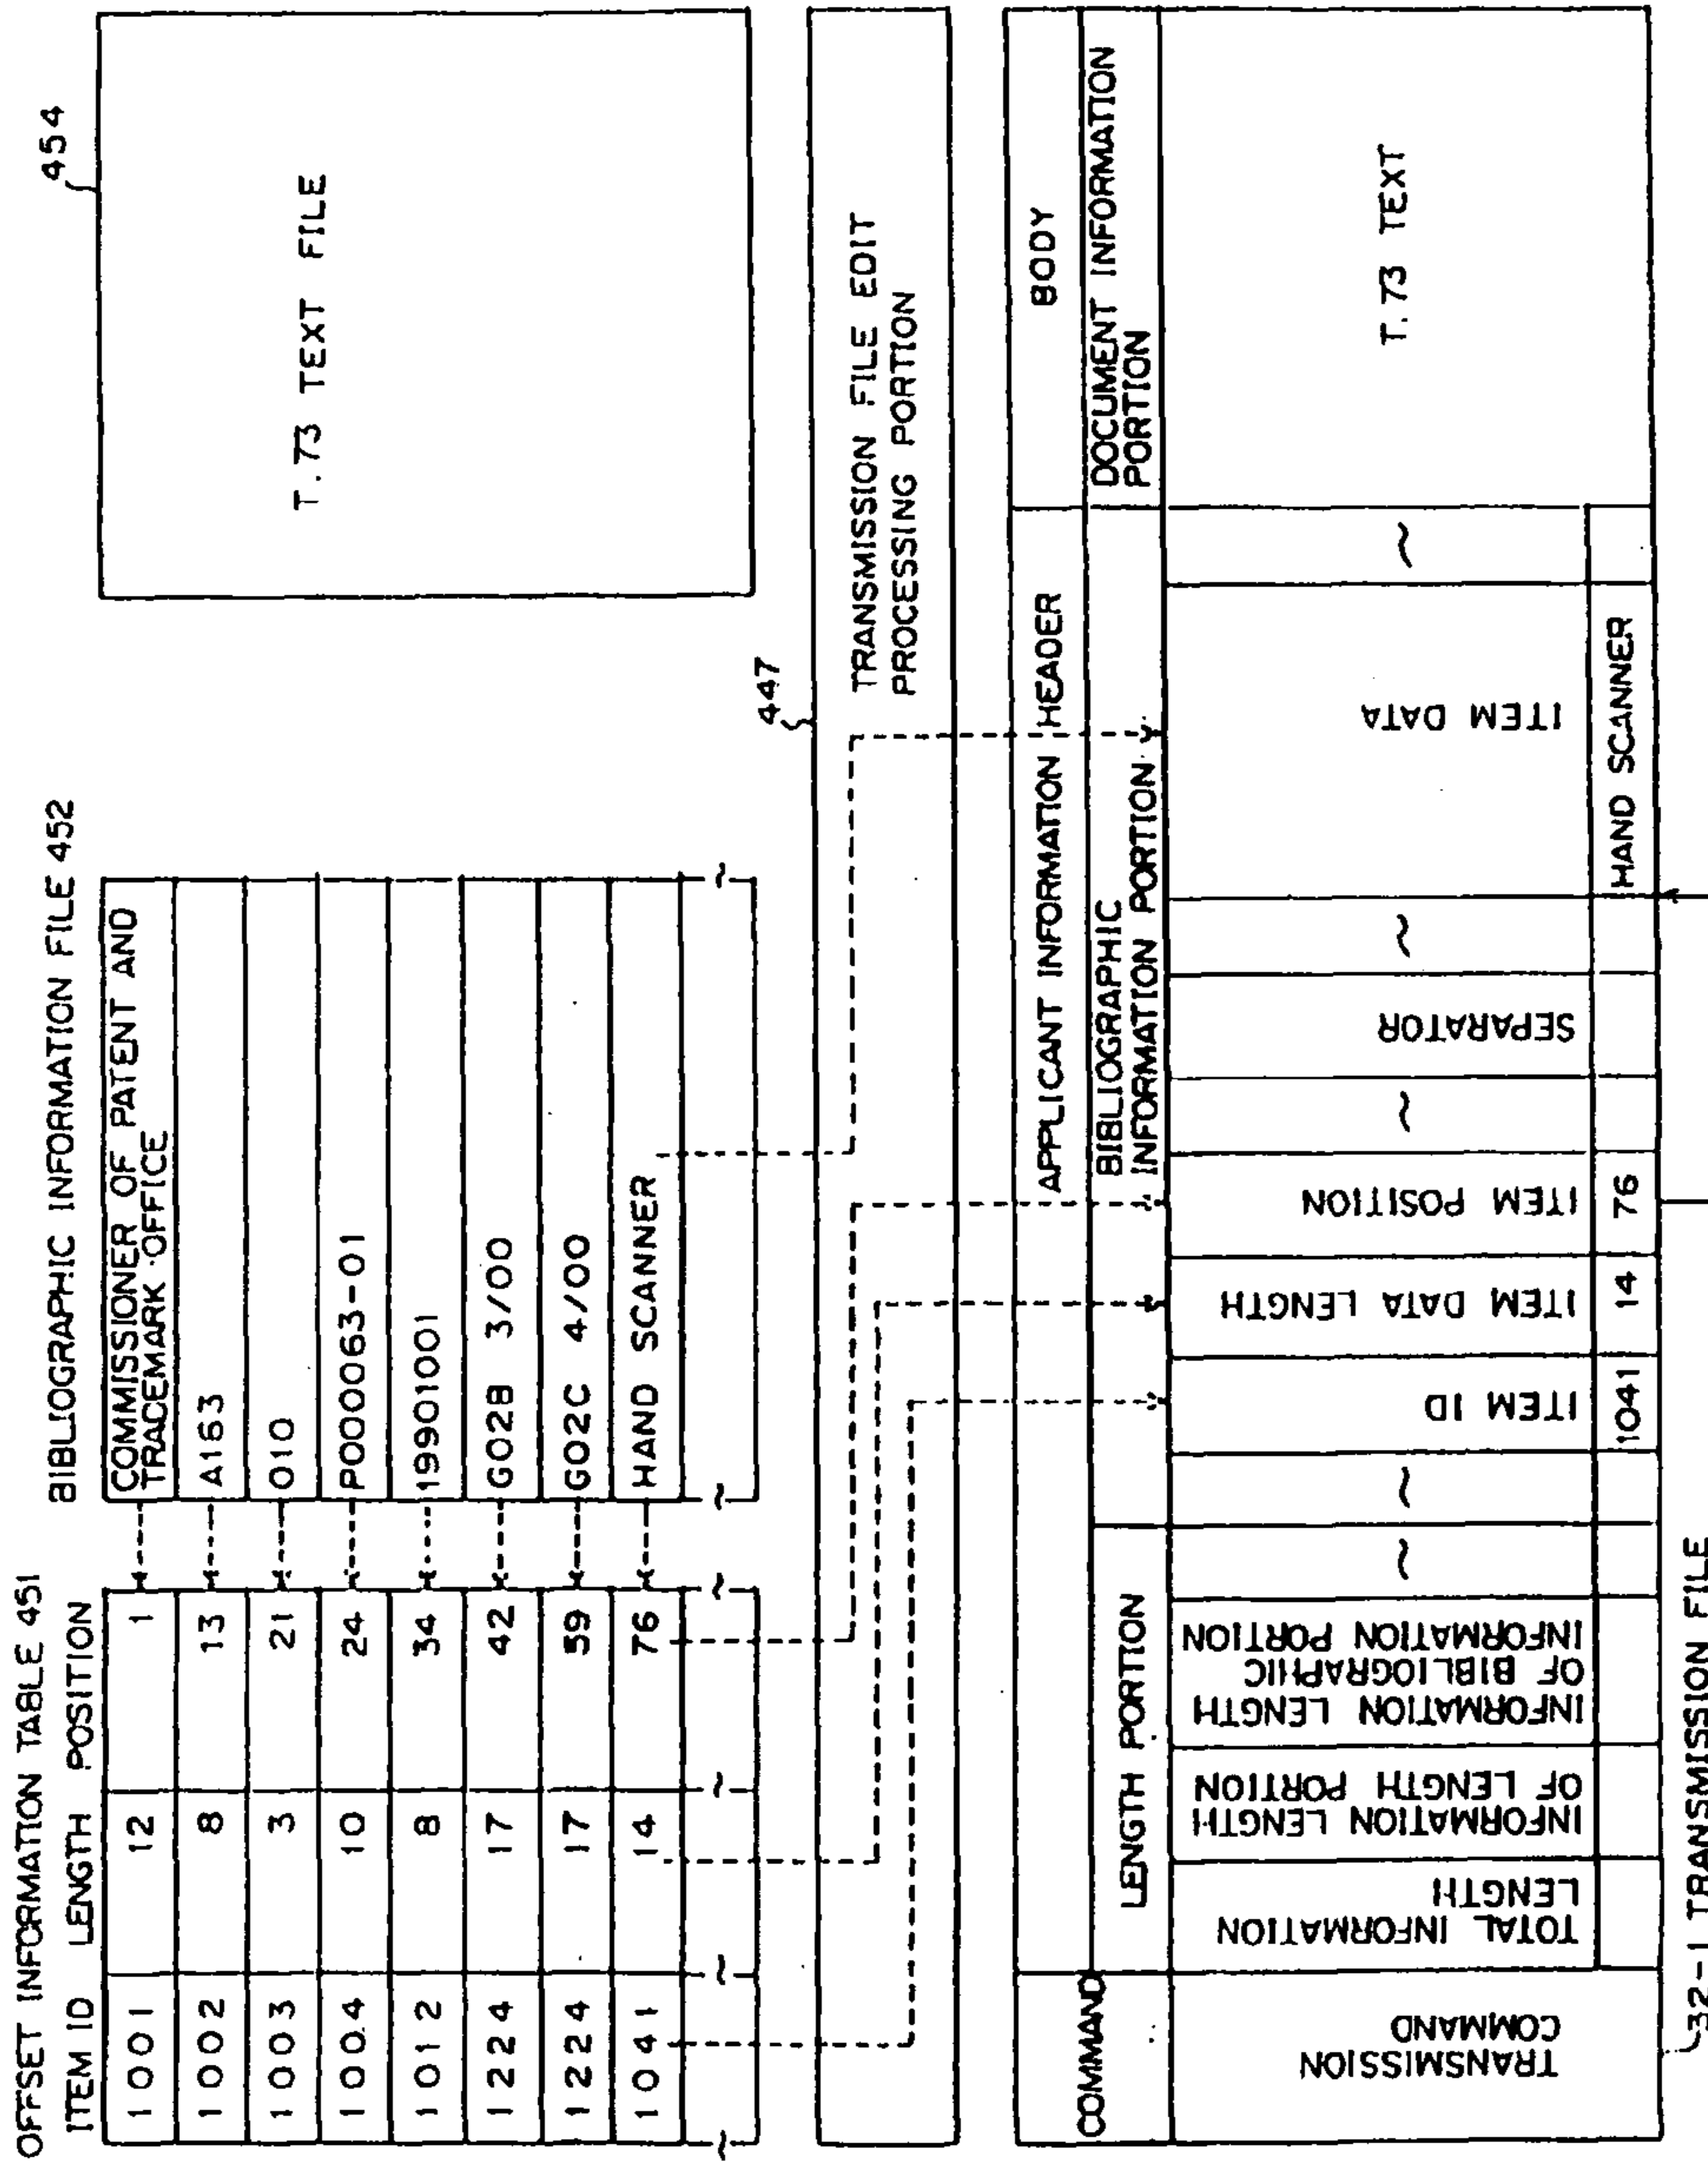 OFFSET INFORMATION TABLE 451
ITEM ID LENGTH POSITION
1001 12 1
1002 8 13
1003 3 21
1004 10 24
1012 8 34
1224 17 42
1224 17 59
1041 14 76
BIBLIOGRAPHIC INFORMATION FILE 452
COMMISSIONER OF PATENT AND
TRACEMARK OFFICE
A163
010
P000063-01
19901001
G02B 3/00
G02C 4/00
HAND SCANNER
454
T.73 TEXT FILE
447
TRANSMISSION FILE EDIT
PROCESSING PORTION
COMMAND
APPLICANT INFORMATION HEADER
BODY
LENGTH PORTION
BIBLIOGRAPHIC
INFORMATION PORTION
DOCUMENT INFORMATION
PORTION
TRANSMISSION
COMMAND
TOTAL INFORMATION
LENGTH
INFORMATION LENGTH
OF LENGTH PORTION
INFORMATION LENGTH
OF BIBLIOGRAPHIC
INFORMATION PORTION
ITEM ID
ITEM DATA LENGTH
ITEM POSITION
SEPARATOR
ITEM DATA
T.73 TEXT
1041
14
76
HAND SCANNER
32-1 TRANSMISSION FILE